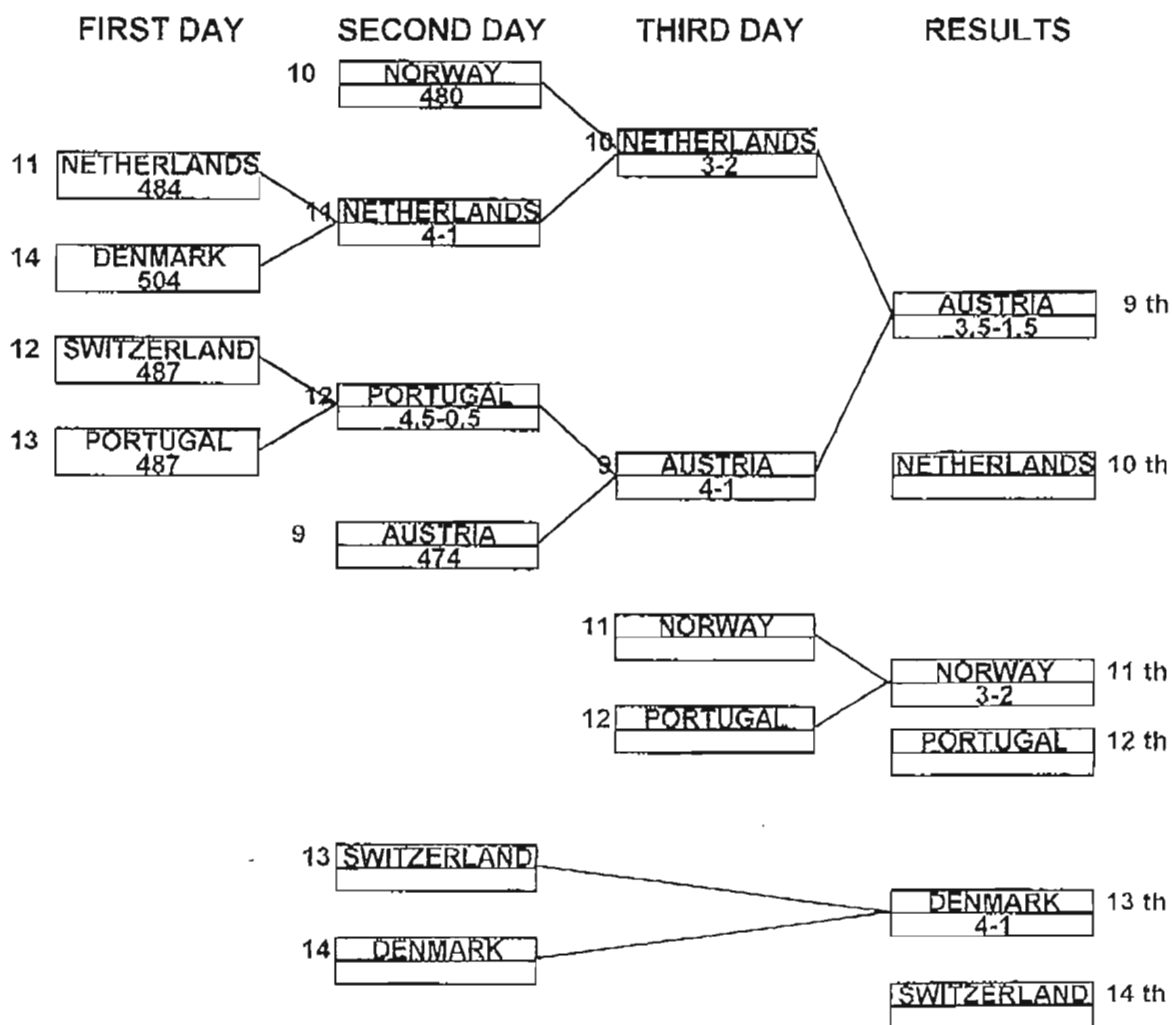 FIRST DAY SECOND DAY THIRD DAY RESULTS
10 NORWAY
480
10 NETHERLANDS
3-2
11 NETHERLANDS
484
11 NETHERLANDS
4-1
14 DENMARK
504
AUSTRIA 9 th
3,5-1,5
12 SWITZERLAND
487
12 PORTUGAL
4,5-0,5
13 PORTUGAL
487
9 AUSTRIA
4-1
NETHERLANDS 10 th
9 AUSTRIA
474
11 NORWAY
NORWAY 11 th
3-2
12 PORTUGAL
PORTUGAL 12 th
13 SWITZERLAND
DENMARK 13 th
4-1
14 DENMARK
SWITZERLAND 14 th